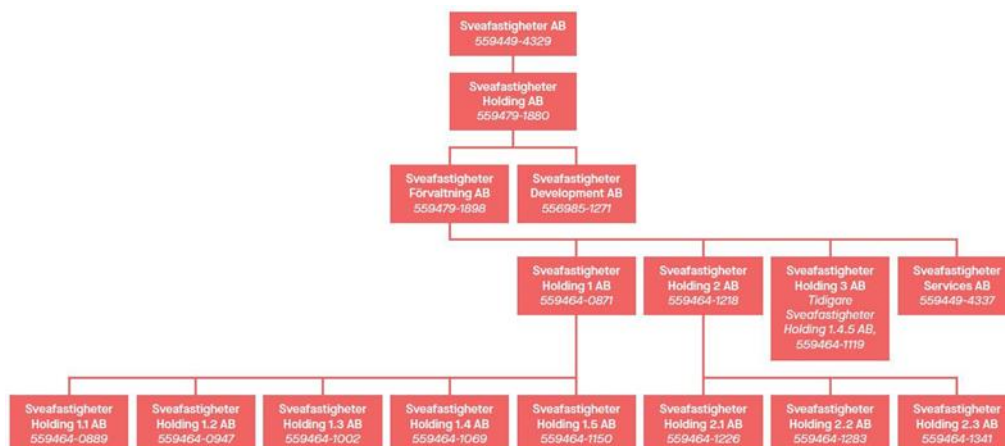 Sveafastigheter AB
559449-4329
Sveafastigheter
Holding AB
559479-1880
Sveafastigheter
Förvaltning AB
559479-1898
Sveafastigheter
Development AB
556985-1271
Sveafastigheter
Holding 1 AB
559464-0871
Sveafastigheter
Holding 2 AB
559464-1218
Sveafastigheter
Holding 3 AB
Tidigare
Sveafastigheter
Holding 1.4.5 AB,
559464-1119
Sveafastigheter
Services AB
559449-4337
Sveafastigheter
Holding 1.1 AB
559464-0889
Sveafastigheter
Holding 1.2 AB
559464-0947
Sveafastigheter
Holding 1.3 AB
559464-1002
Sveafastigheter
Holding 1.4 AB
559464-1069
Sveafastigheter
Holding 1.5 AB
559464-1150
Sveafastigheter
Holding 2.1 AB
559464-1226
Sveafastigheter
Holding 2.2 AB
559464-1283
Sveafastigheter
Holding 2.3 AB
559464-1341